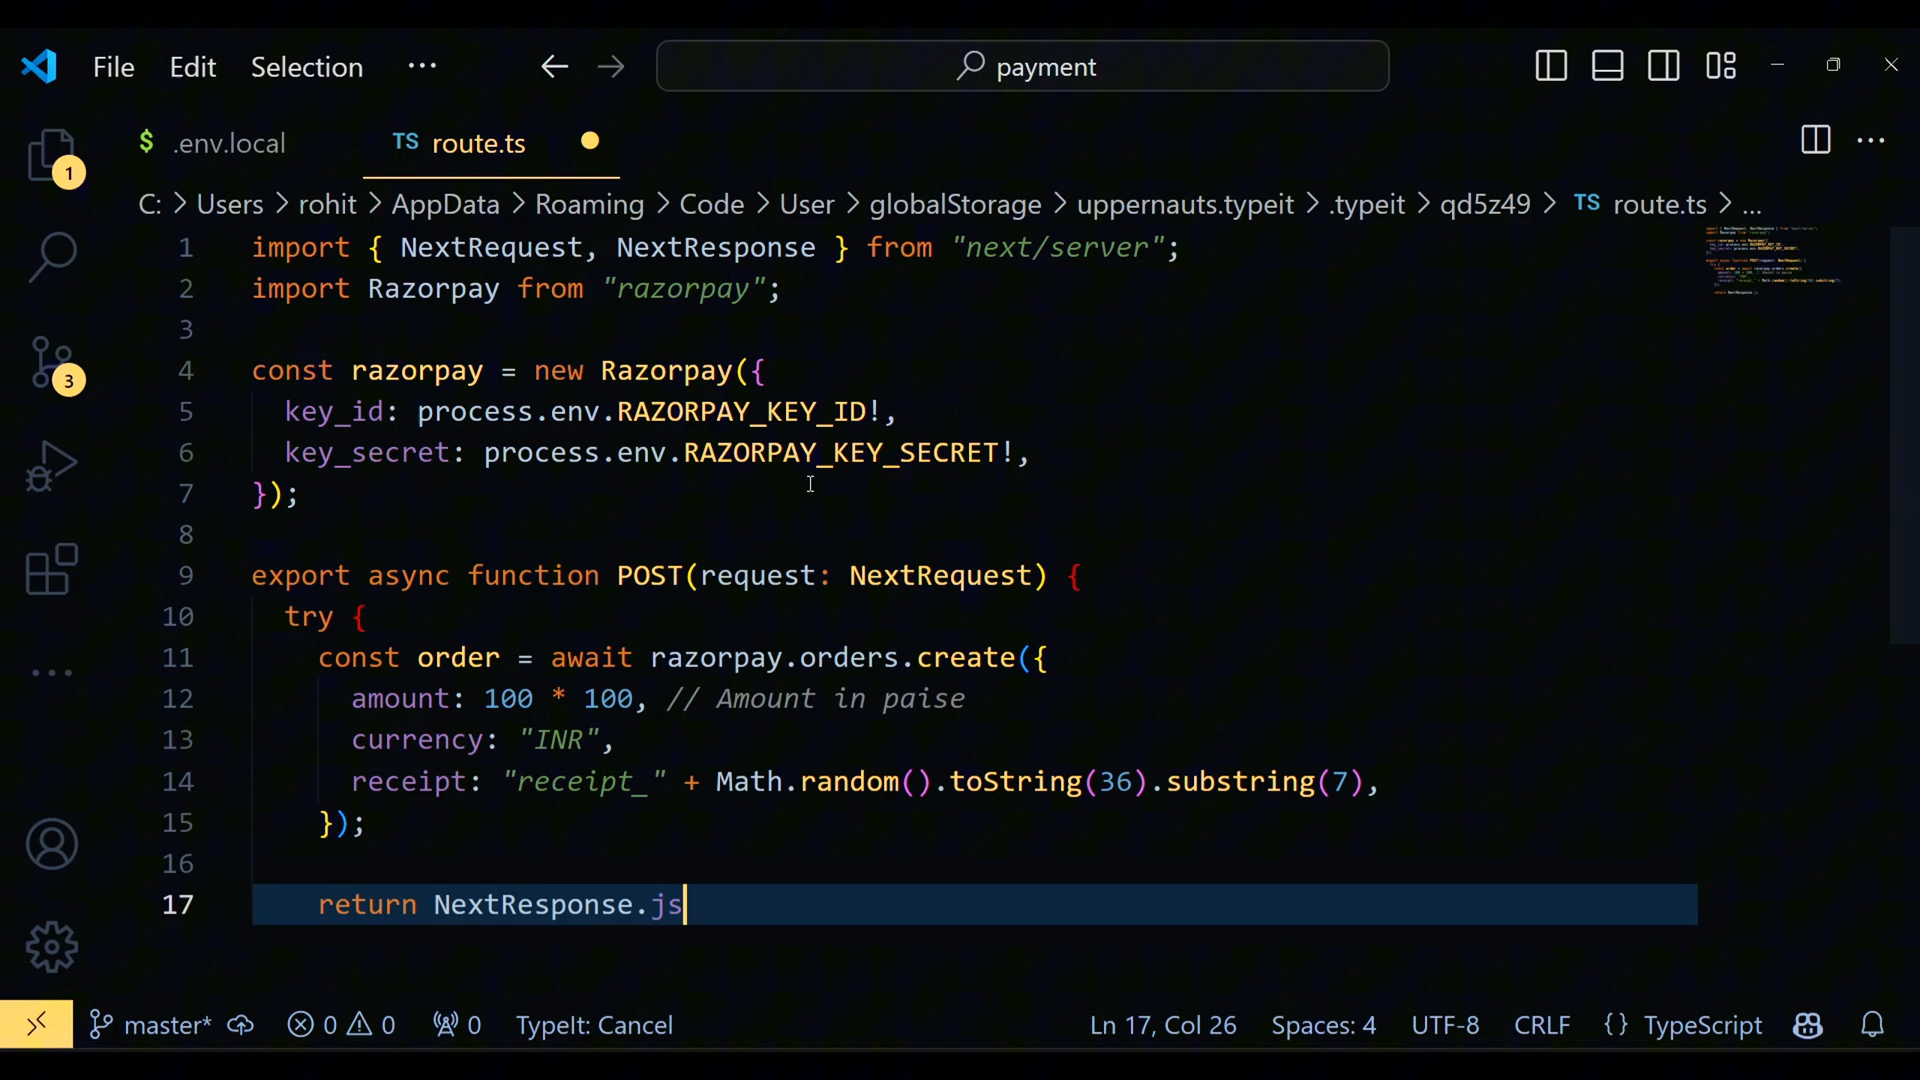 File Edit Selection ··· payment
$ .env.local TS route.ts
C: > Users > rohit > AppData > Roaming > Code > User > globalStorage > uppernauts.typeit > .typeit > qd5z49 > TS route.ts > ...
1 import { NextRequest, NextResponse } from "next/server";
2 import Razorpay from "razorpay";
3
4 const razorpay = new Razorpay({
5 key_id: process.env.RAZORPAY_KEY_ID!,
6 key_secret: process.env.RAZORPAY_KEY_SECRET!,
7 });
8
9 export async function POST(request: NextRequest) {
10 try {
11 const order = await razorpay.orders.create({
12 amount: 100 * 100, // Amount in paise
13 currency: "INR",
14 receipt: "receipt_" + Math.random().toString(36).substring(7),
15 });
16
17 return NextResponse.js
1
3
master* 0 0 0 TypeIt: Cancel Ln 17, Col 26 Spaces: 4 UTF-8 CRLF {} TypeScript